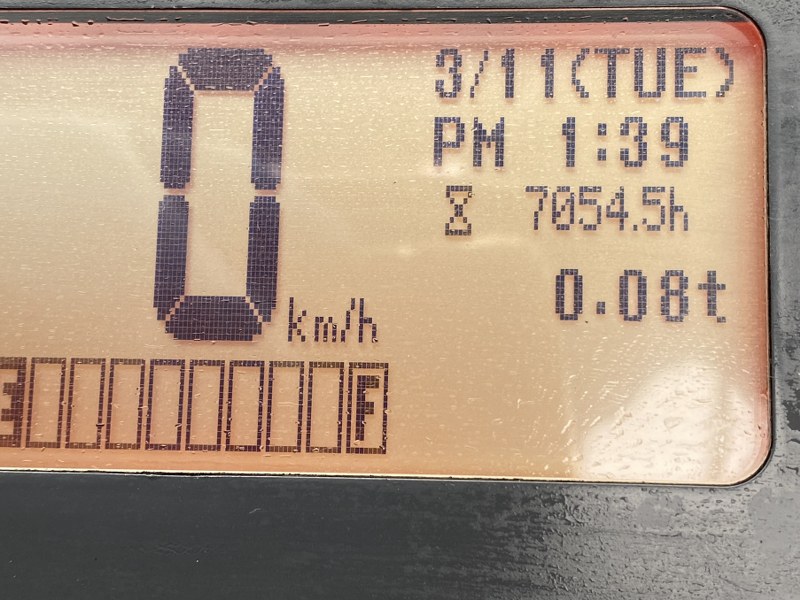 0 km/h
3/11(TUE)
PM 1:39
7054.5h
0.08t
E F